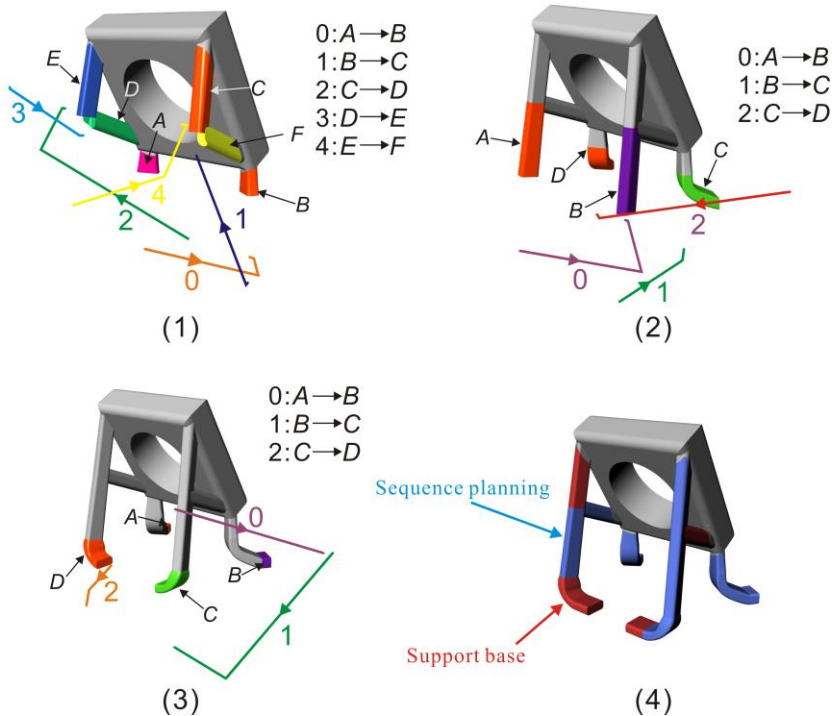 E
D
A
C
F
B
3
2
4
1
0
0:A→B
1:B→C
2:C→D
3:D→E
4:E→F
(1)
A
D
B
C
0
1
2
0:A→B
1:B→C
2:C→D
(2)
A
B
C
D
0
1
2
0:A→B
1:B→C
2:C→D
(3)
Sequence planning
Support base
(4)